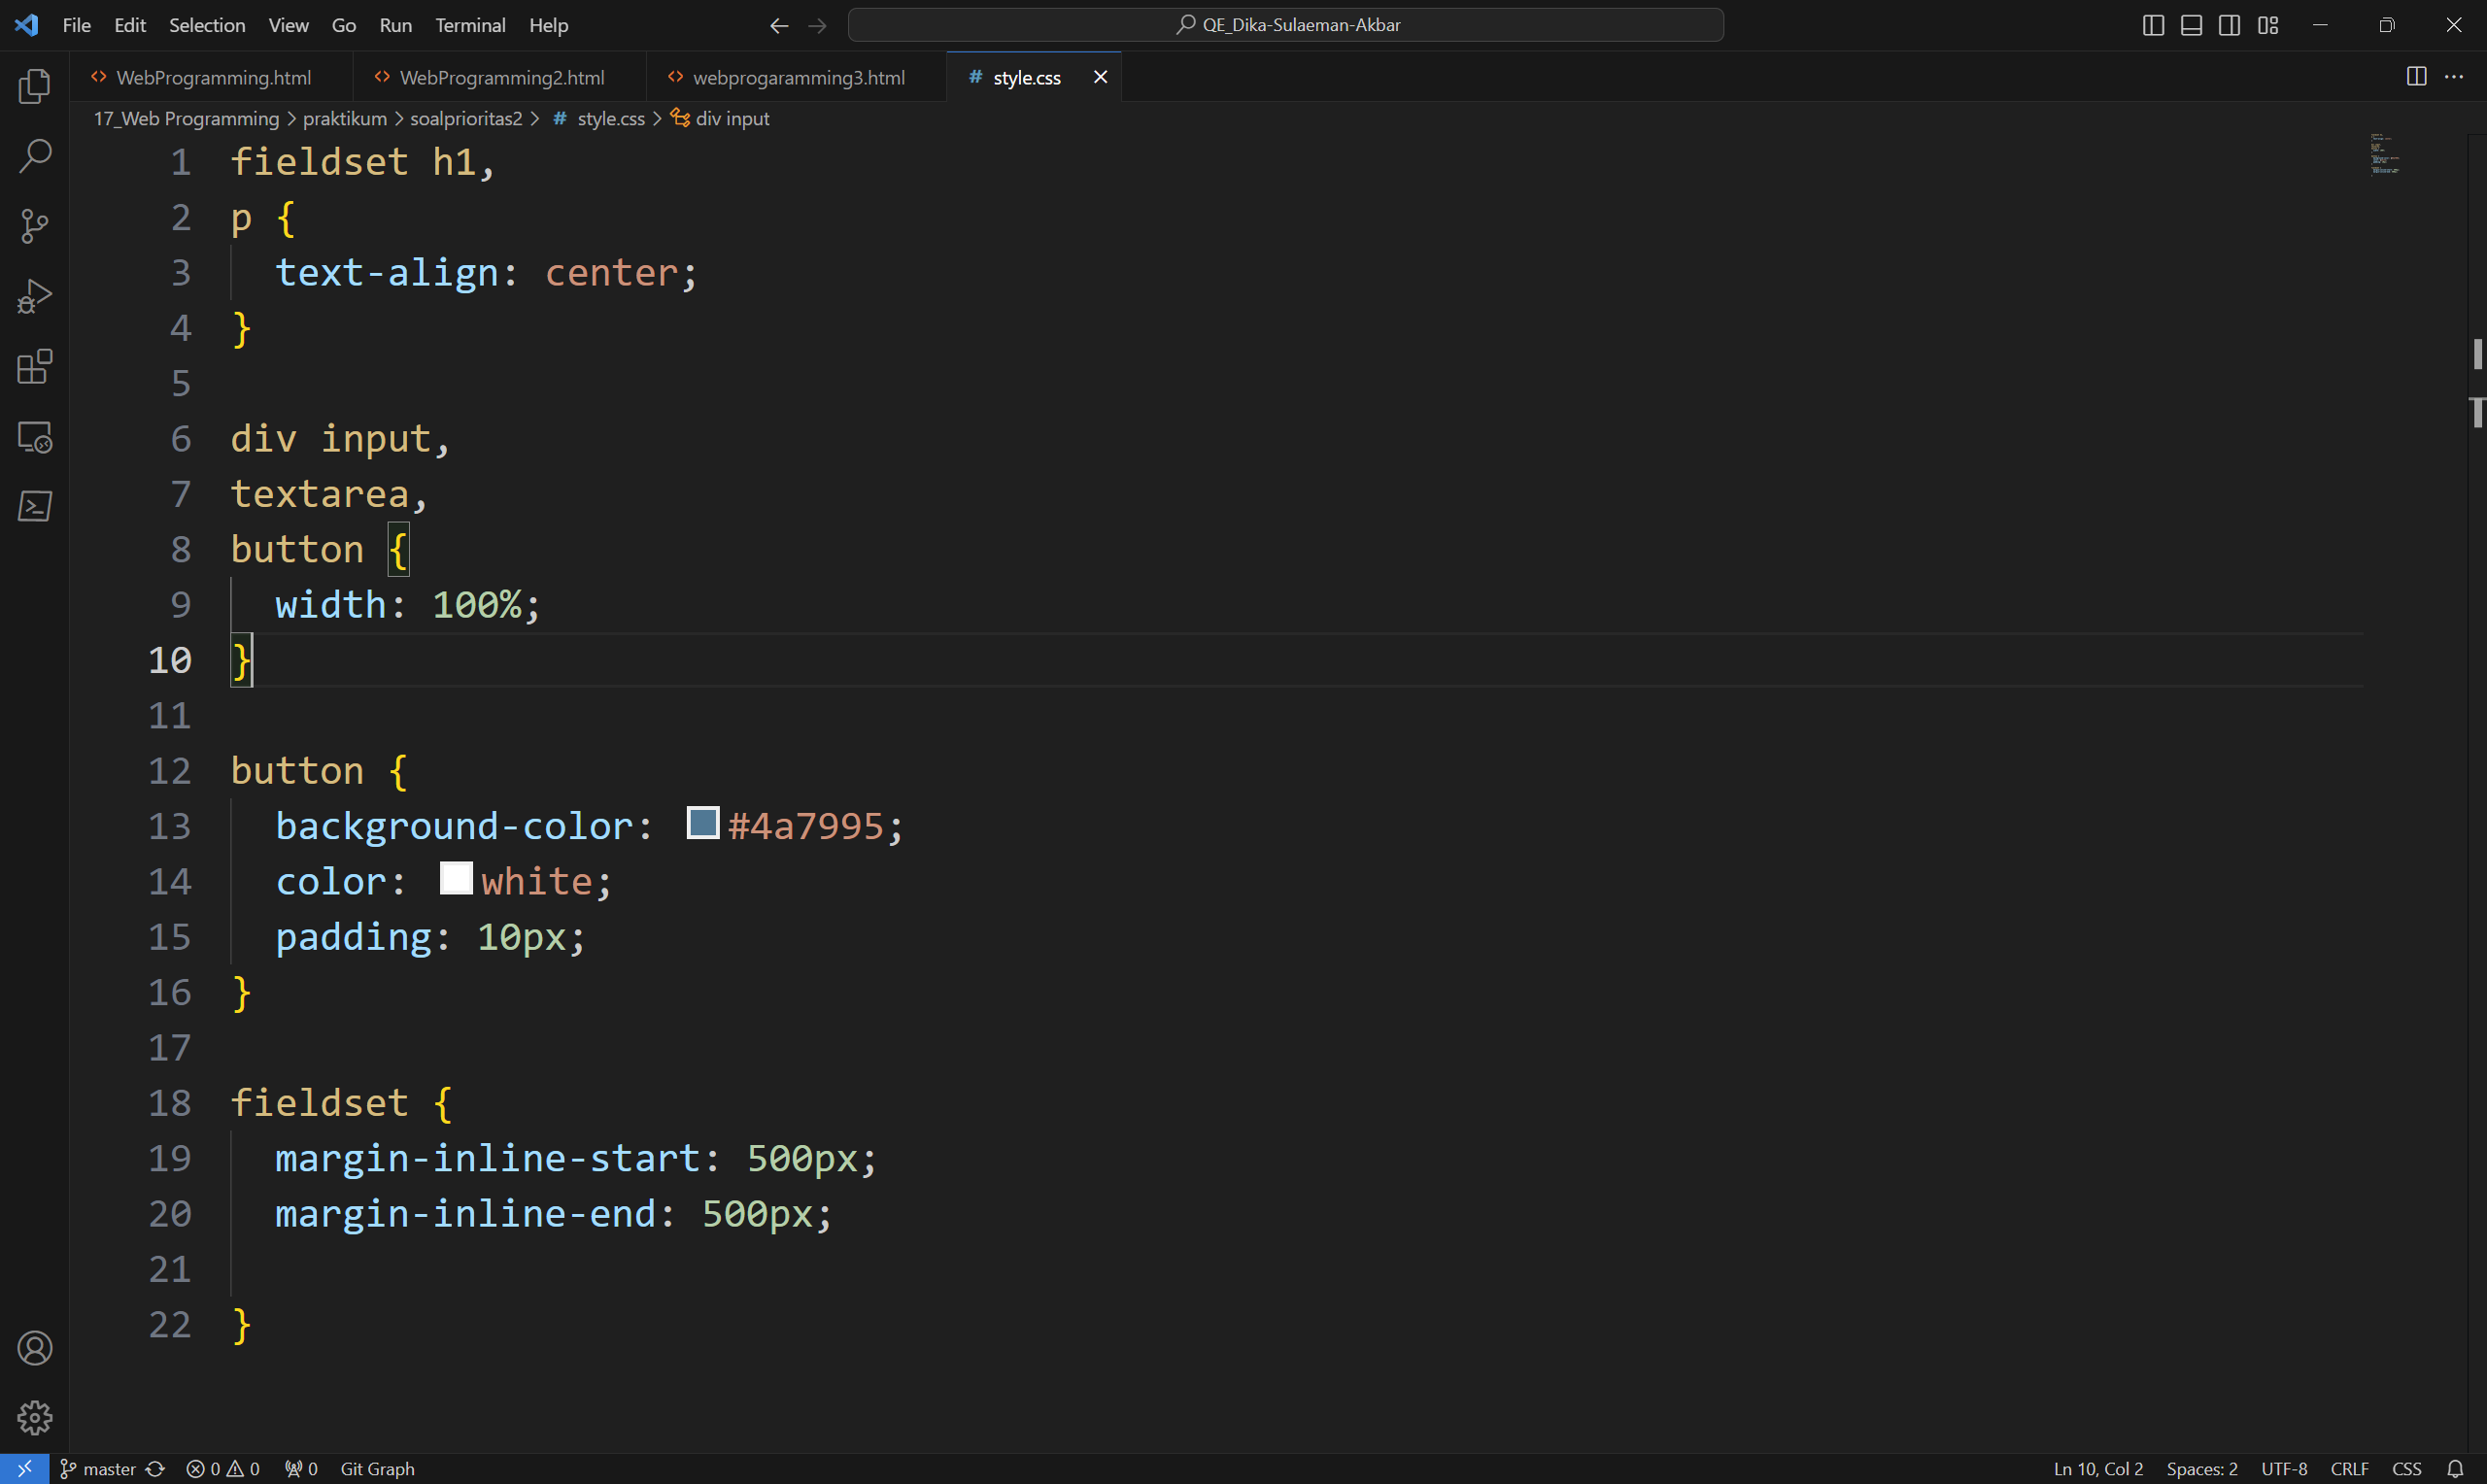 File Edit Selection View Go Run Terminal Help
QE_Dika-Sulaeman-Akbar
WebProgramming.html WebProgramming2.html webprogaramming3.html # style.css
17_Web Programming > praktikum > soalprioritas2 > # style.css > div input
1 fieldset h1,
2 p {
3 text-align: center;
4 }
5
6 div input,
7 textarea,
8 button {
9 width: 100%;
10 }
11
12 button {
13 background-color: #4a7995;
14 color: white;
15 padding: 10px;
16 }
17
18 fieldset {
19 margin-inline-start: 500px;
20 margin-inline-end: 500px;
21
22 }
master 0 0 0 Git Graph Ln 10, Col 2 Spaces: 2 UTF-8 CRLF CSS